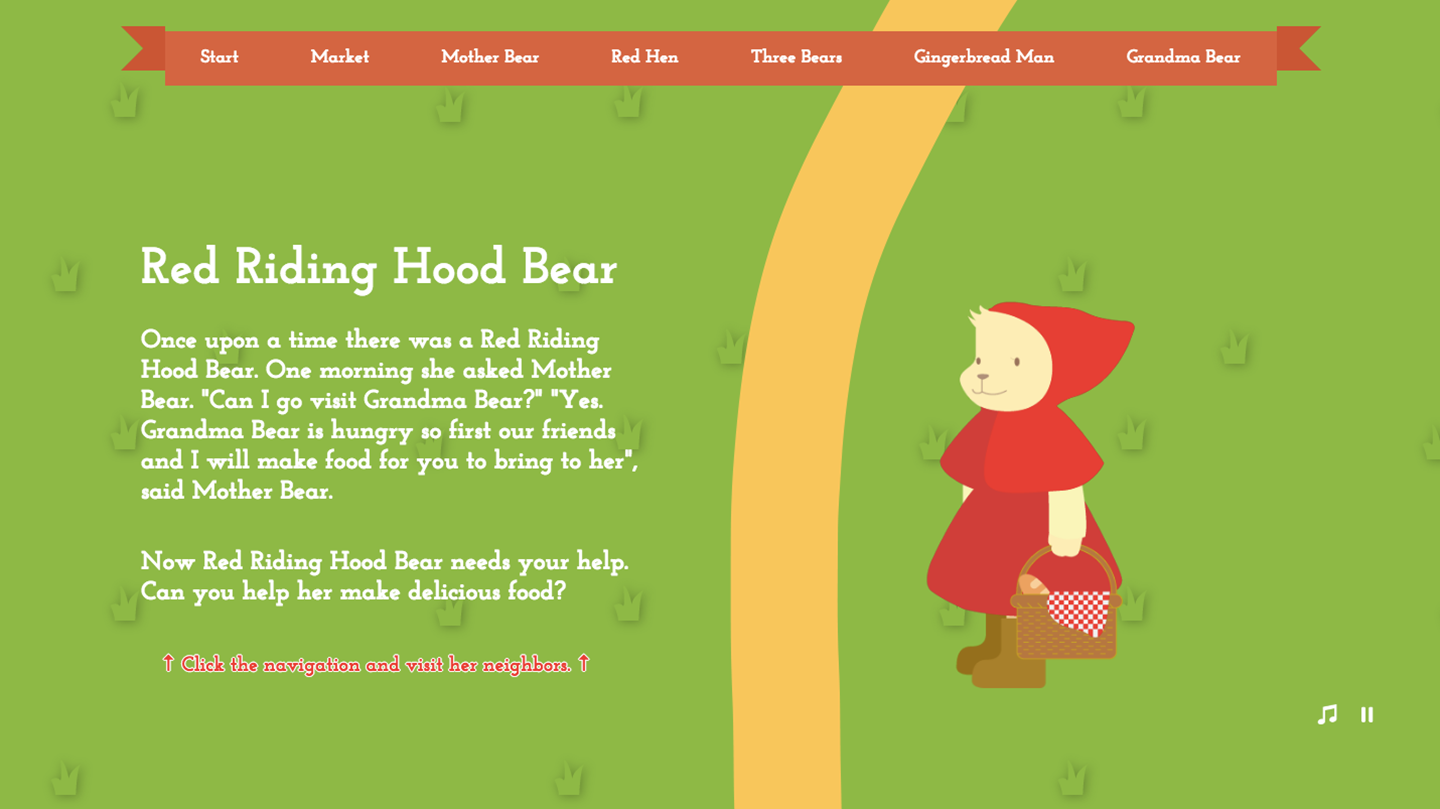 Start Market Mother Bear Red Hen Three Bears Gingerbread Man Grandma Bear
Red Riding Hood Bear
Once upon a time there was a Red Riding
Hood Bear. One morning she asked Mother
Bear. "Can I go visit Grandma Bear?" "Yes.
Grandma Bear is hungry so first our friends
and I will make food for you to bring to her",
said Mother Bear.
Now Red Riding Hood Bear needs your help.
Can you help her make delicious food?
↑ Click the navigation and visit her neighbors. ↑